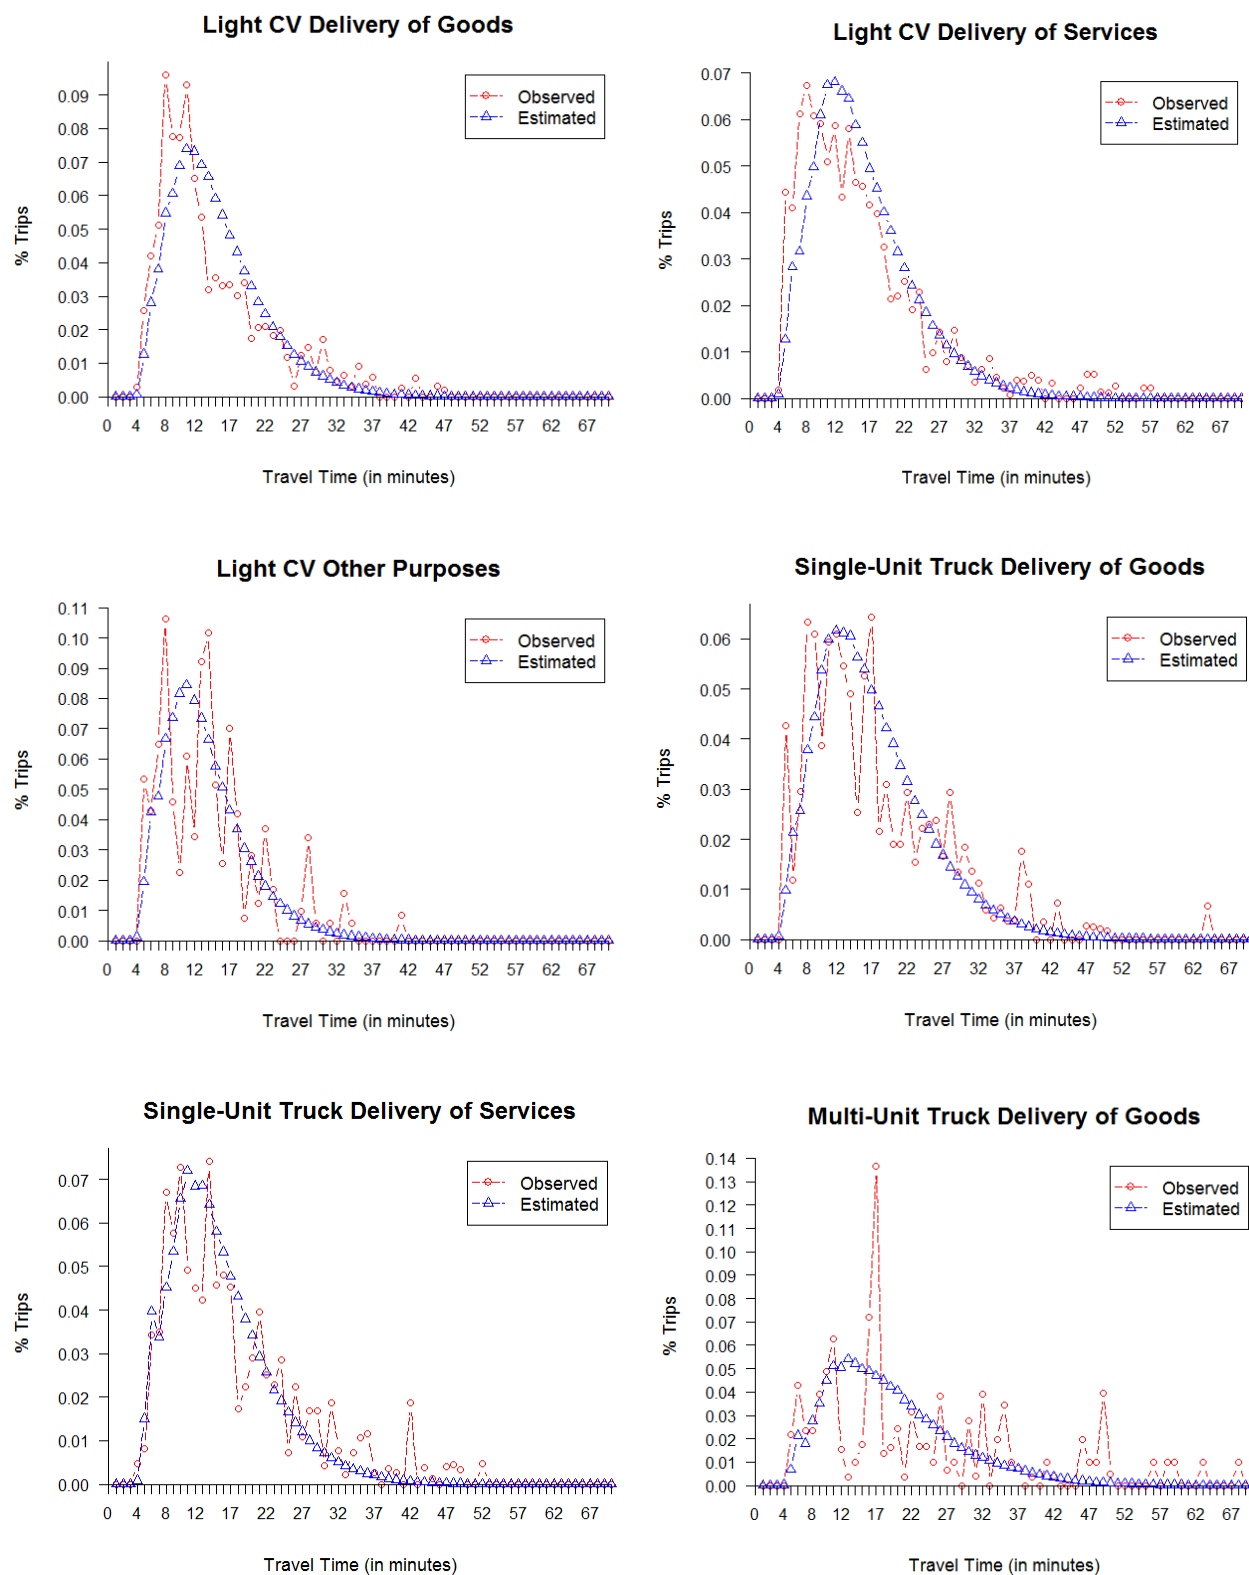 Light CV Delivery of Goods
% Trips
0.09
0.08
0.07
0.06
0.05
0.04
0.03
0.02
0.01
0.00
Observed
Estimated
0 4 8 12 17 22 27 32 37 42 47 52 57 62 67
Travel Time (in minutes)
Light CV Delivery of Services
% Trips
0.07
0.06
0.05
0.04
0.03
0.02
0.01
0.00
Observed
Estimated
0 4 8 12 17 22 27 32 37 42 47 52 57 62 67
Travel Time (in minutes)
Light CV Other Purposes
% Trips
0.11
0.10
0.09
0.08
0.07
0.06
0.05
0.04
0.03
0.02
0.01
0.00
Observed
Estimated
0 4 8 12 17 22 27 32 37 42 47 52 57 62 67
Travel Time (in minutes)
Single-Unit Truck Delivery of Goods
% Trips
0.06
0.05
0.04
0.03
0.02
0.01
0.00
Observed
Estimated
0 4 8 12 17 22 27 32 37 42 47 52 57 62 67
Travel Time (in minutes)
Single-Unit Truck Delivery of Services
% Trips
0.07
0.06
0.05
0.04
0.03
0.02
0.01
0.00
Observed
Estimated
0 4 8 12 17 22 27 32 37 42 47 52 57 62 67
Travel Time (in minutes)
Multi-Unit Truck Delivery of Goods
% Trips
0.14
0.13
0.12
0.11
0.10
0.09
0.08
0.07
0.06
0.05
0.04
0.03
0.02
0.01
0.00
Observed
Estimated
0 4 8 12 17 22 27 32 37 42 47 52 57 62 67
Travel Time (in minutes)